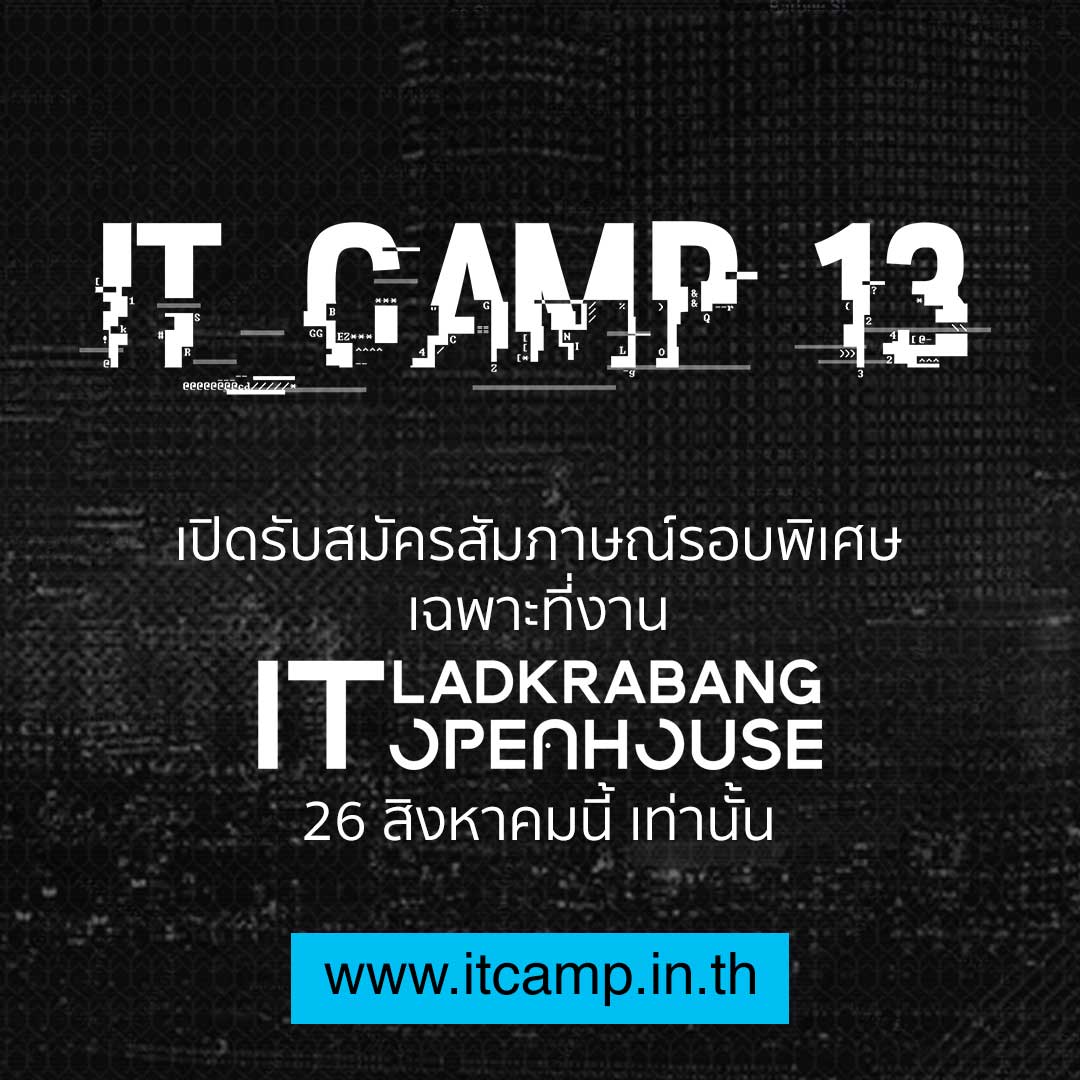 IT CAMP 13
เปิดรับสมัครสัมภาษณ์รอบพิเศษ
เฉพาะที่งาน
IT LADKRABANG
OPENHOUSE
26 สิงหาคมนี้ เท่านั้น
www.itcamp.in.th